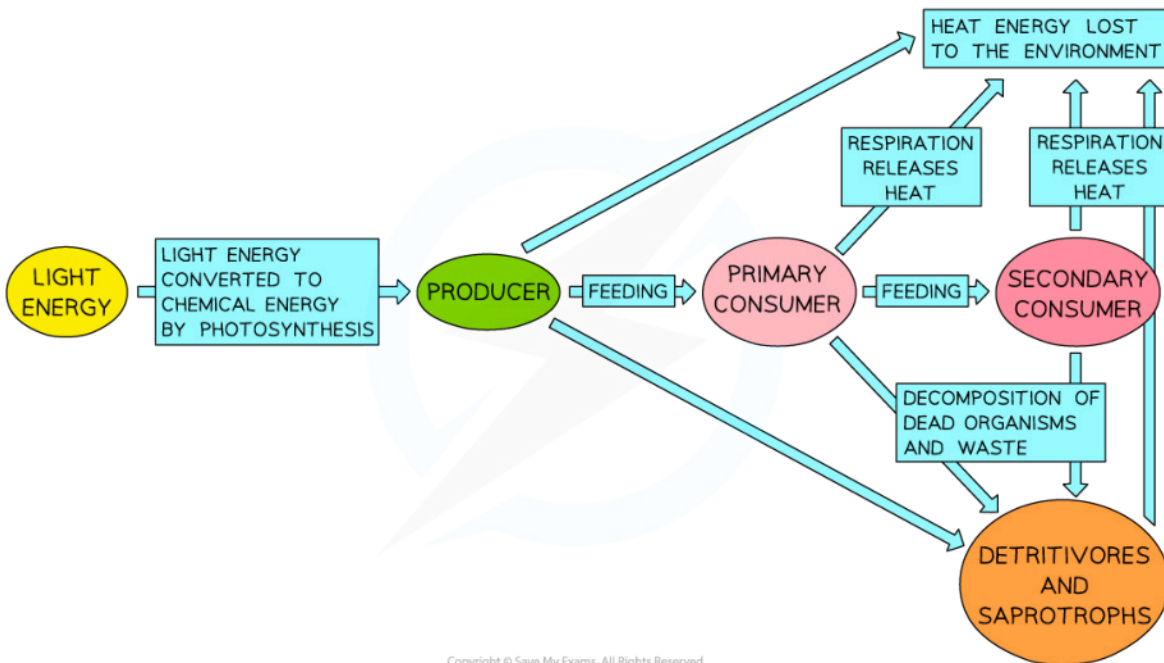 HEAT ENERGY LOST
TO THE ENVIRONMENT
RESPIRATION
RELEASES
HEAT
RESPIRATION
RELEASES
HEAT
LIGHT
ENERGY
LIGHT ENERGY
CONVERTED TO
CHEMICAL ENERGY
BY PHOTOSYNTHESIS
PRODUCER
FEEDING
PRIMARY
CONSUMER
FEEDING
SECONDARY
CONSUMER
DECOMPOSITION OF
DEAD ORGANISMS
AND WASTE
DETRITIVORES
AND
SAPROTROPHS
Copyright © Save My Exams. All Rights Reserved